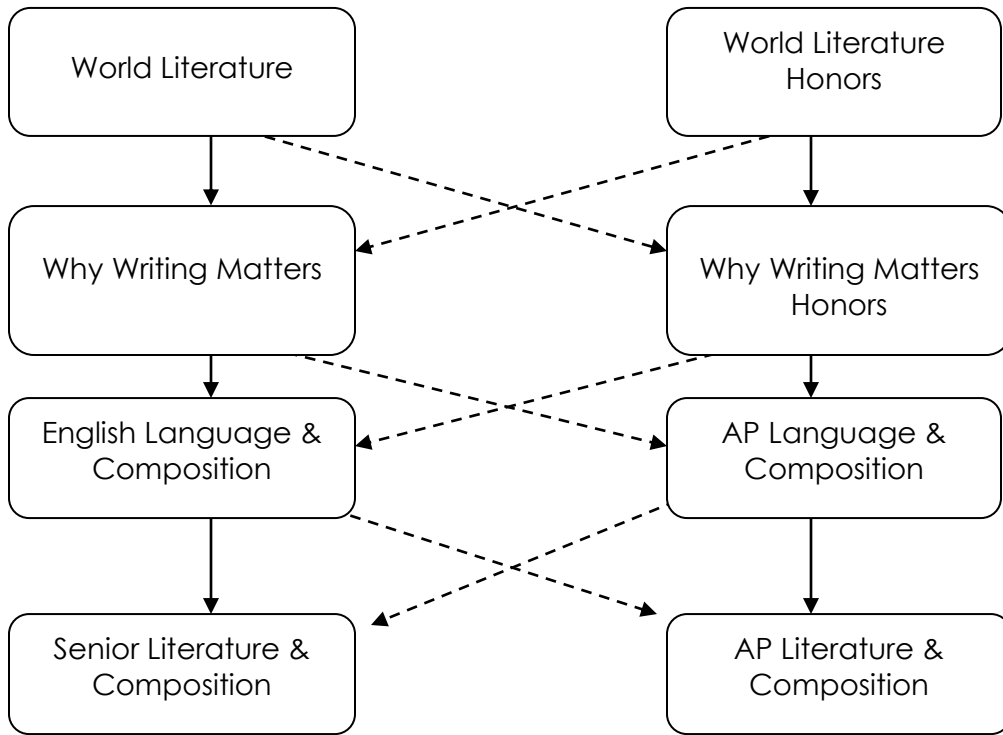 World Literature
World Literature
Honors
Why Writing Matters
Why Writing Matters
Honors
English Language &
Composition
AP Language &
Composition
Senior Literature &
Composition
AP Literature &
Composition